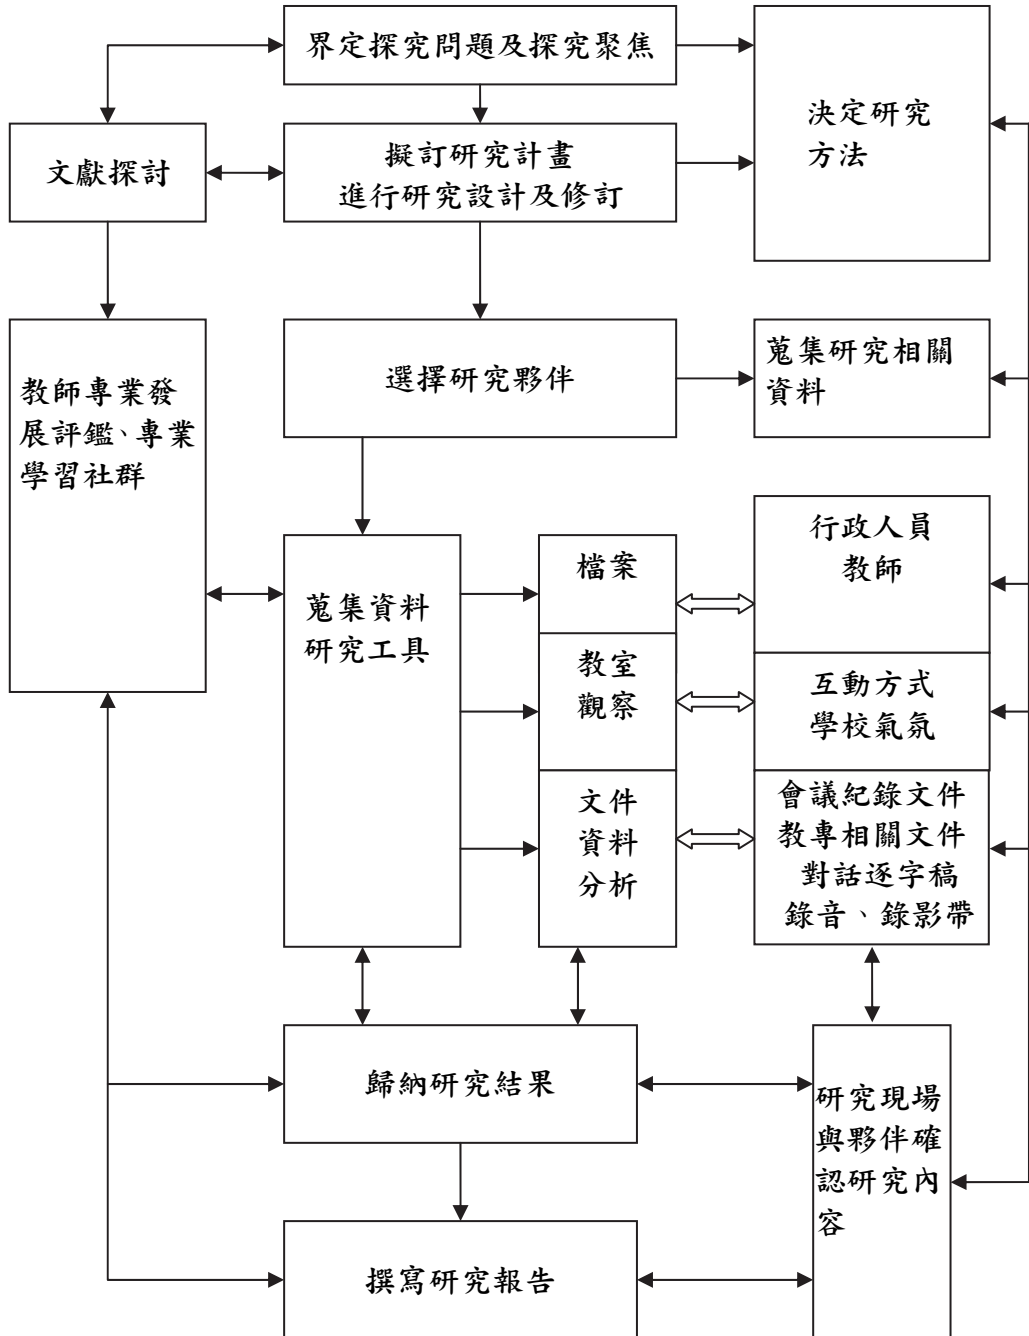 界定探究問題及探究聚焦
決定研究
方法
文獻探討
擬訂研究計畫
進行研究設計及修訂
教師專業發
展評鑑、專業
學習社群
選擇研究夥伴
蒐集研究相關
資料
蒐集資料
研究工具
檔案
行政人員
教師
教室
觀察
互動方式
學校氣氛
文件
資料
分析
會議紀錄文件
教專相關文件
對話逐字稿
錄音、錄影帶
歸納研究結果
研究現場
與夥伴確
認研究內
容
撰寫研究報告